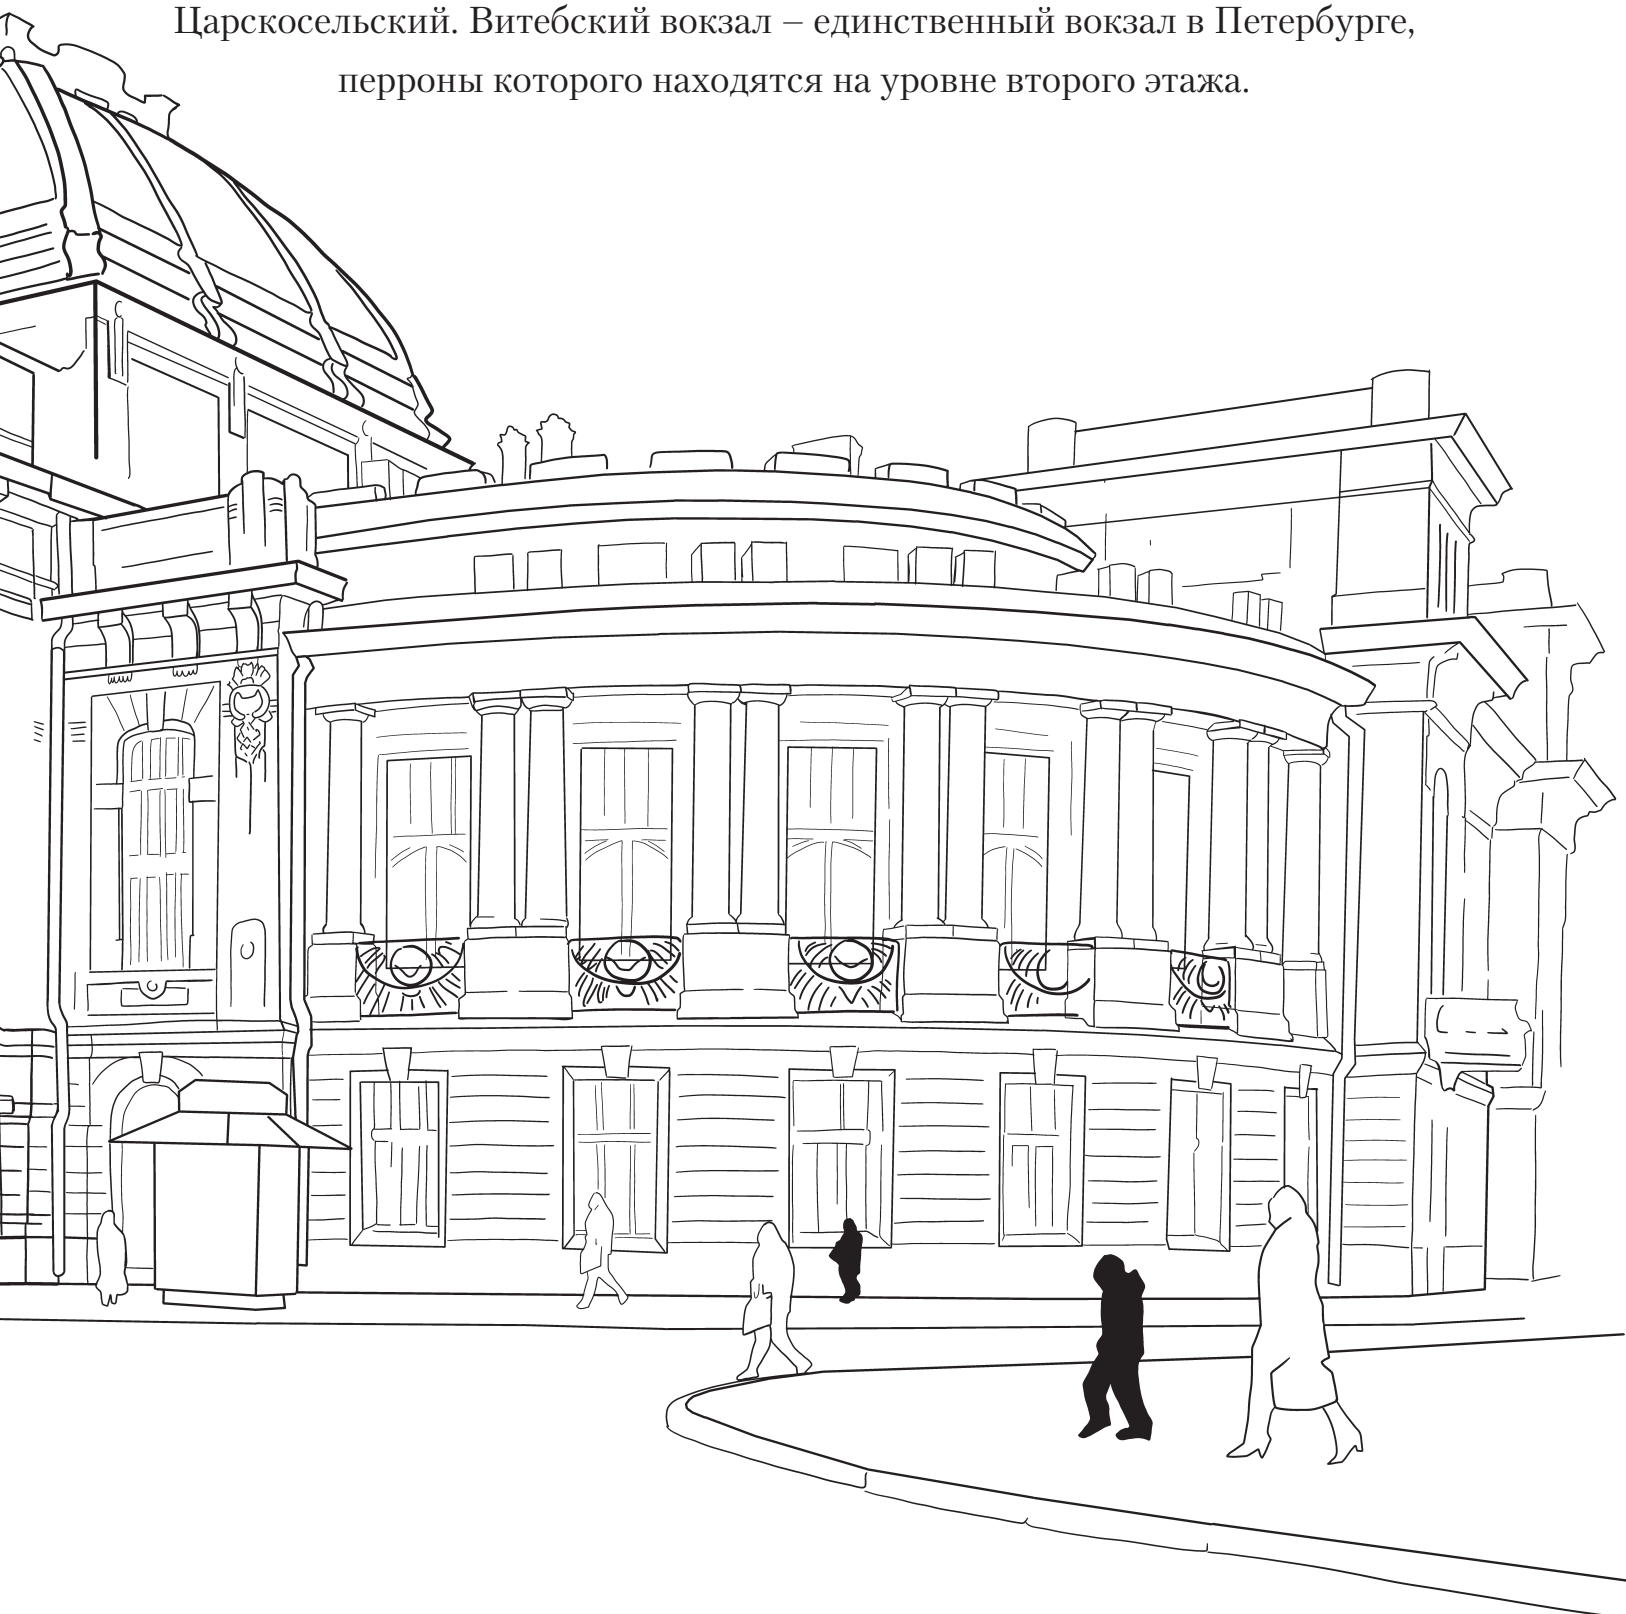 Царскосельский. Витебский вокзал – единственный вокзал в Петербурге,
перроны которого находятся на уровне второго этажа.